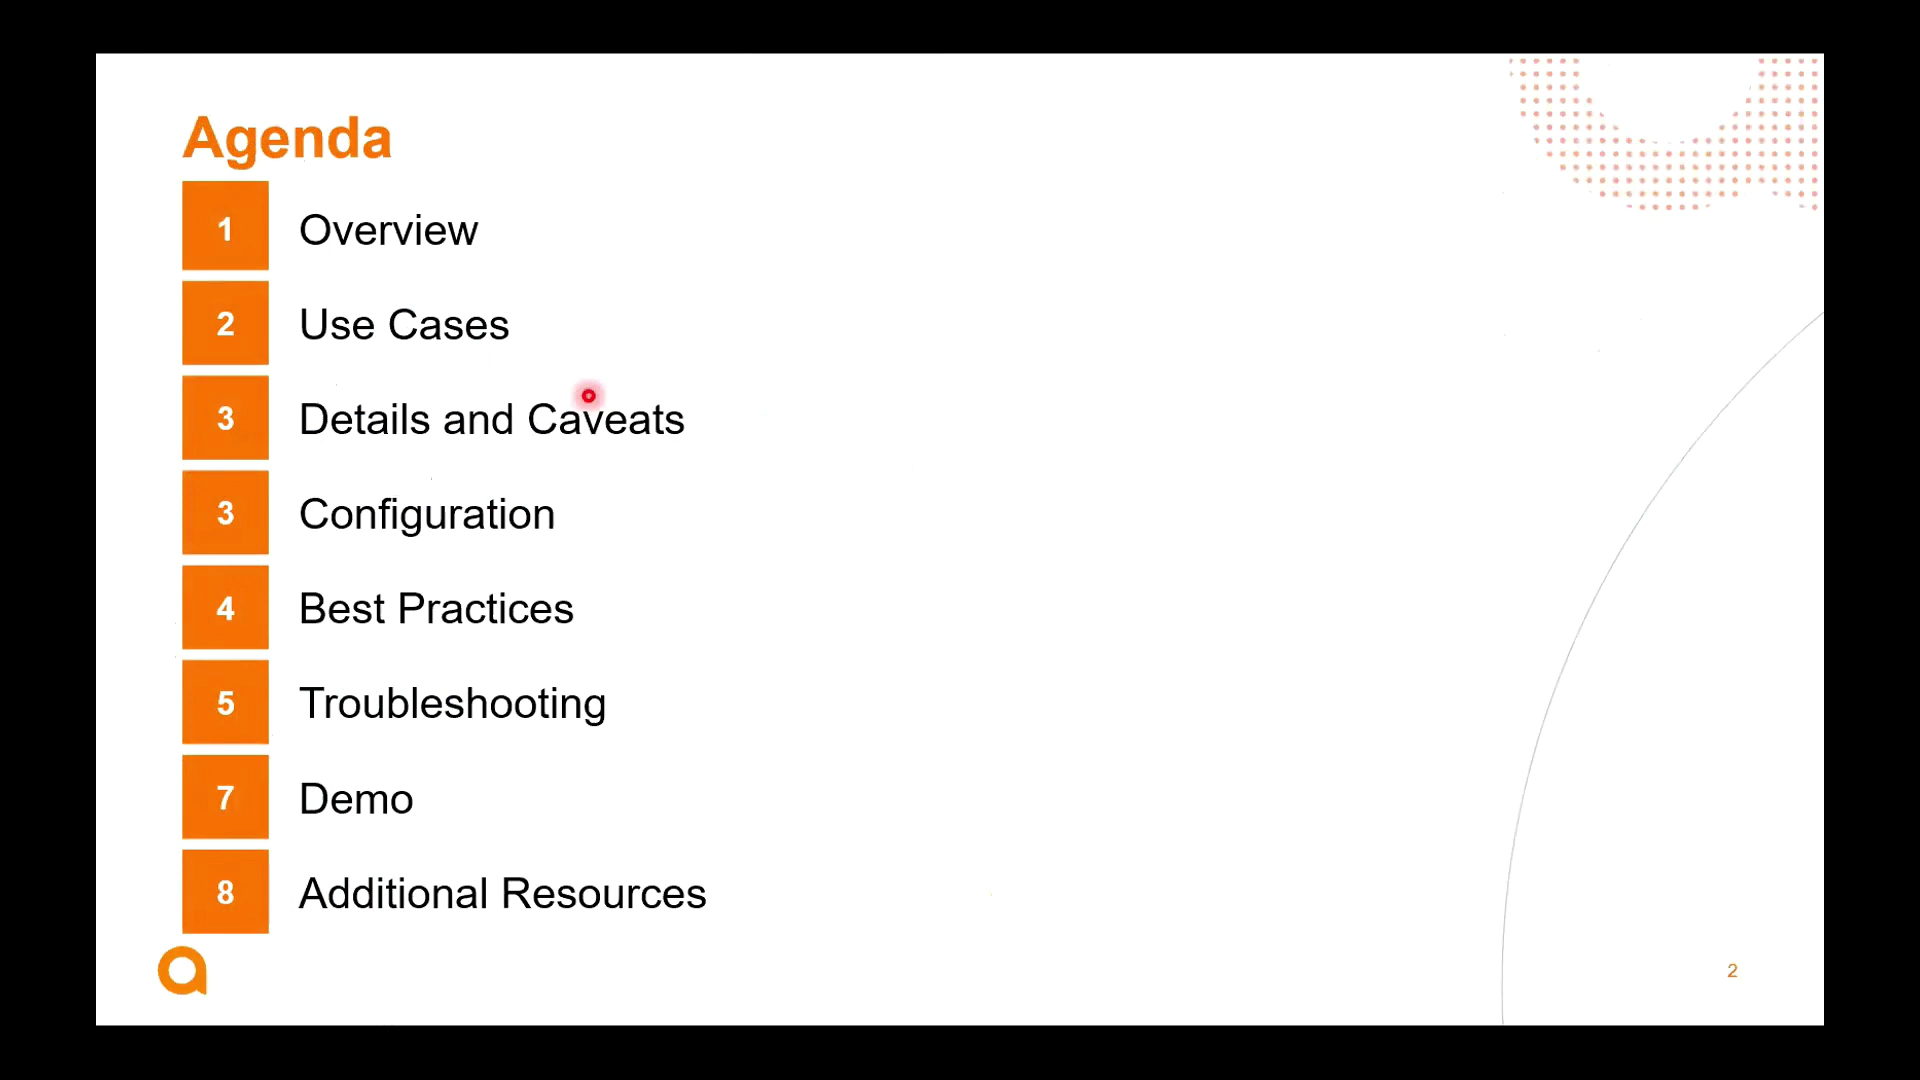 Agenda
1 Overview
2 Use Cases
3 Details and Caveats
3 Configuration
4 Best Practices
5 Troubleshooting
7 Demo
8 Additional Resources
2